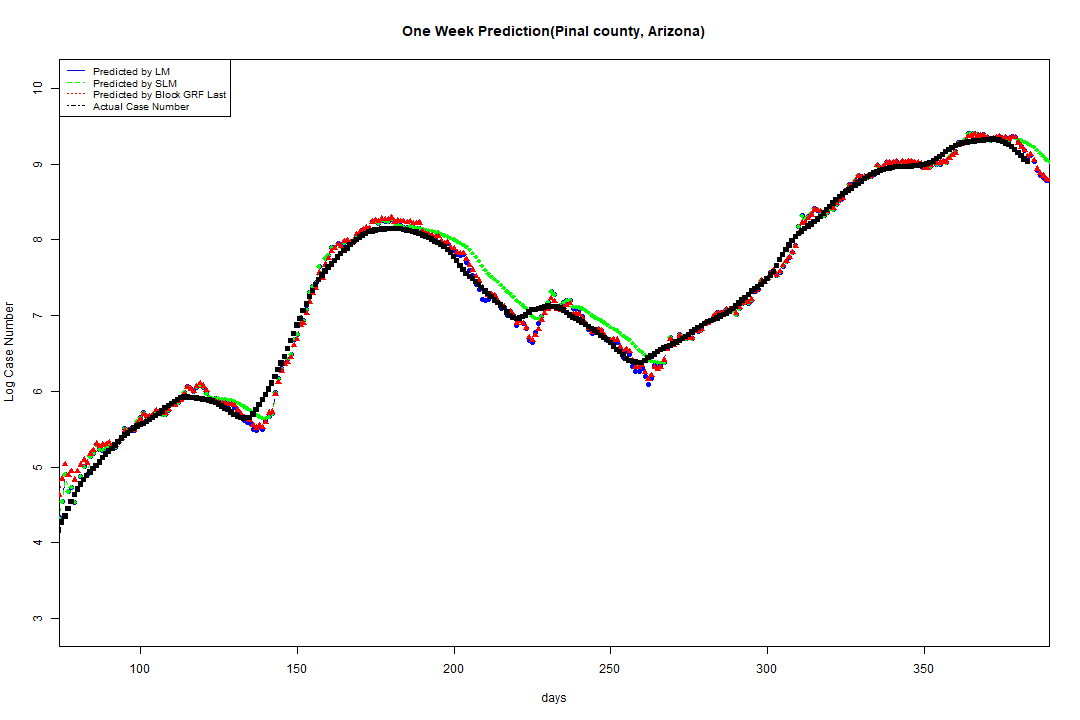 One Week Prediction(Pinal county, Arizona)
Predicted by LM
Predicted by SLM
Predicted by Block GRF Last
Actual Case Number
10
9
8
7
6
5
4
3
Log Case Number
100 150 200 250 300 350
days